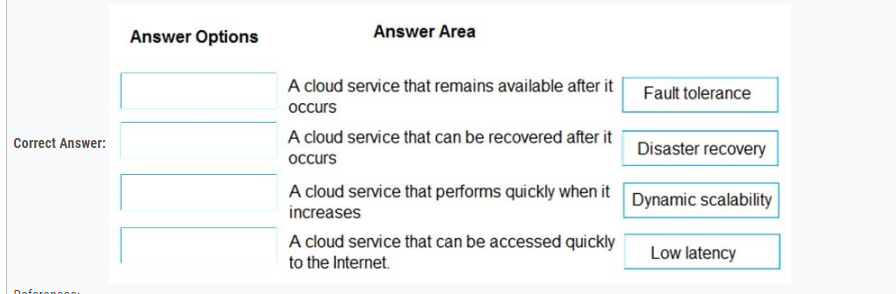 Answer Options
Answer Area
A cloud service that remains available after it
occurs
Fault tolerance
Correct Answer:
A cloud service that can be recovered after it
occurs
Disaster recovery
A cloud service that performs quickly when it
increases
Dynamic scalability
A cloud service that can be accessed quickly
to the Internet.
Low latency
References: